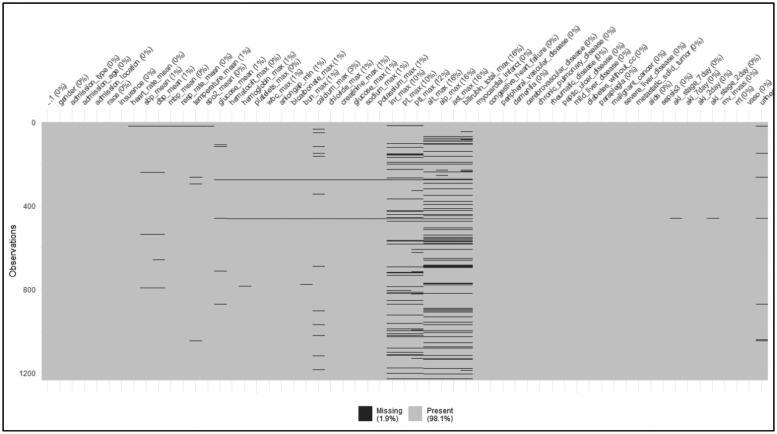 ...1 (0%)
gender (0%)
admission_type (0%)
admission_age (0%)
admission_location (0%)
race (0%)
insurance (0%)
heart_rate_mean (0%)
sbp_mean (1%)
dbp_mean (1%)
mbp_mean (0%)
resp_rate_mean (0%)
temperature_mean (1%)
spo2_mean (0%)
glucose_mean (1%)
hematocrit_max (0%)
hemoglobin_max (1%)
platelets_max (0%)
wbc_max (1%)
aniongap_max (1%)
bicarbonate_max (1%)
bun_max (1%)
calcium_max (1%)
chloride_max (0%)
creatinine_max (1%)
glucose_max (1%)
sodium_max (1%)
potassium_max (1%)
inr_max (10%)
pt_max (10%)
ptt_max (12%)
alt_max (16%)
alp_max (16%)
ast_max (16%)
bilirubin_total_max (16%)
myocardial_infarct (0%)
congestive_heart_failure (0%)
peripheral_vascular_disease (0%)
dementia (0%)
cerebrovascular_disease (0%)
chronic_pulmonary_disease (0%)
rheumatic_disease (0%)
peptic_ulcer_disease (0%)
mild_liver_disease (0%)
diabetes_without_cc (0%)
paraplegia (0%)
malignant_cancer (0%)
severe_liver_disease (0%)
metastatic_solid_tumor (0%)
aids (0%)
sepsis3 (0%)
aki_stage_7day (0%)
aki_7day (0%)
aki_2day (0%)
aki_stage_2day (0%)
mv_invas (0%)
rrt (0%)
vaso (0%)
Observations
0
400
800
1200
Missing
(1.9%)
Present
(98.1%)